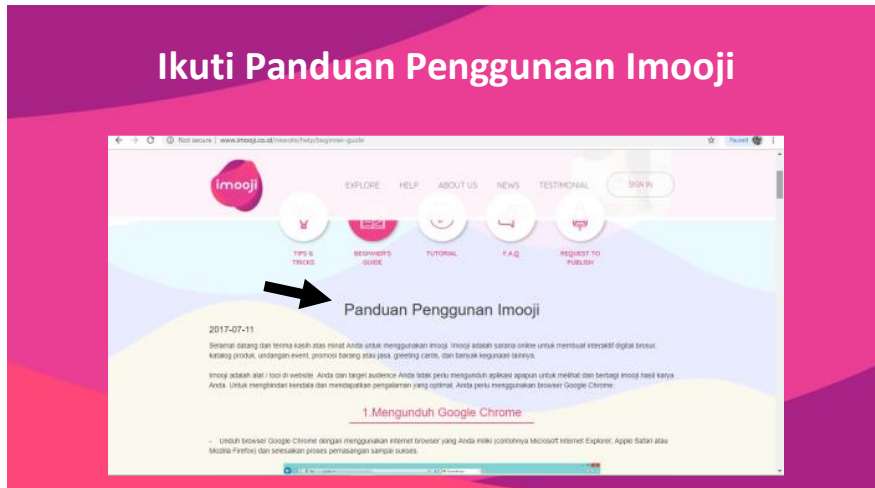 Ikuti Panduan Penggunaan Imooji
Not secure | www.imooji.co.id/newsite/help/beginner-guide
Paused
imooji
EXPLORE HELP ABOUT US NEWS TESTIMONIAL SIGN IN
TIPS & TRICKS
BEGINNER'S GUIDE
TUTORIAL
F.A.Q
REQUEST TO PUBLISH
Panduan Penggunan Imooji
2017-07-11
Selamat datang dan terima kasih atas minat Anda untuk menggunakan imooji. Imooji adalah sarana online untuk membuat interaktif digital brosur,
katalog produk, undangan event, promosi barang atau jasa, greeting cards, dan banyak kegunaan lainnya.
Imooji adalah alat / tool di website. Anda dan target audience Anda tidak perlu mengunduh aplikasi apapun untuk melihat dan berbagi imooji hasil karya
Anda. Untuk menghindari kendala dan mendapatkan pengalaman yang optimal, Anda perlu menggunakan browser Google Chrome.
1.Mengunduh Google Chrome
- Unduh browser Google Chrome dengan menggunakan internet browser yang Anda miliki (contohnya Microsoft Internet Explorer, Apple Safari atau
Mozilla Firefox) dan selesaikan proses pemasangan sampai sukses.